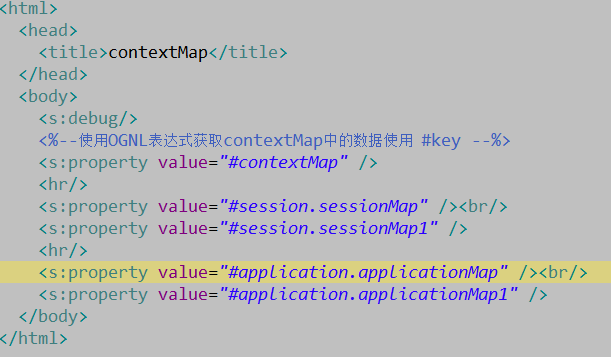 <html>
<head>
<title>contextMap</title>
</head>
<body>
<s:debug/>
<%--使用OGNL表达式获取contextMap中的数据使用 #key --%>
<s:property value="#contextMap" />
<hr/>
<s:property value="#session.sessionMap" /><br/>
<s:property value="#session.sessionMap1" />
<hr/>
<s:property value="#application.applicationMap" /><br/>
<s:property value="#application.applicationMap1" />
</body>
</html>